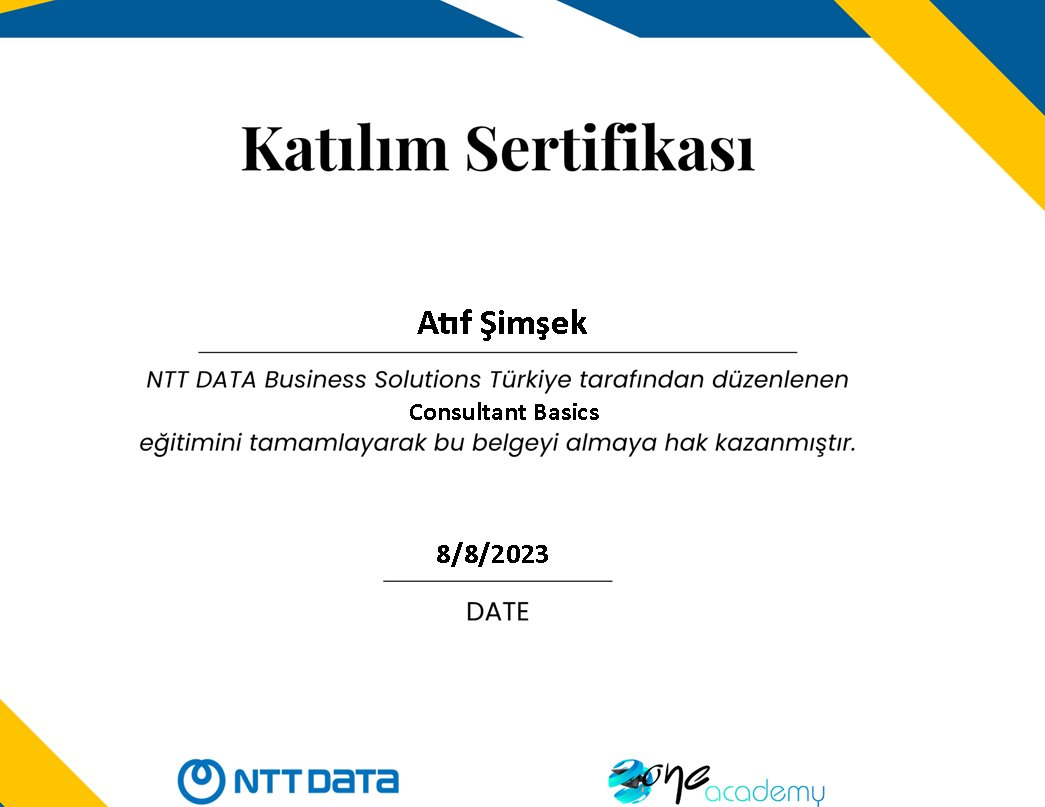 Katılım Sertifikası
Atıf Şimşek
NTT DATA Business Solutions Türkiye tarafından düzenlenen
Consultant Basics
eğitimini tamamlayarak bu belgeyi almaya hak kazanmıştır.
8/8/2023
DATE
NTT DATA
one academy